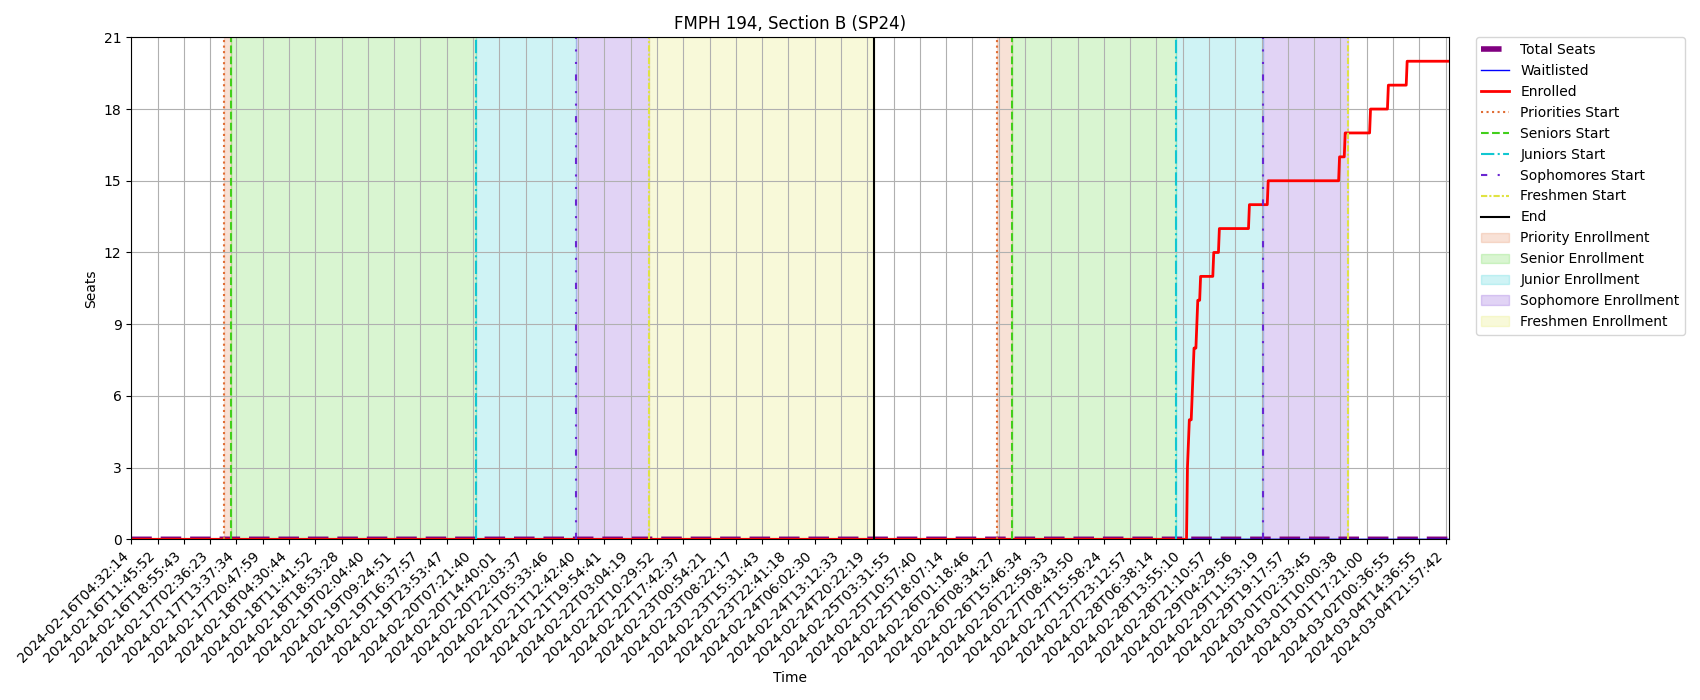 FMPH 194, Section B (SP24)
21
18
15
12
9
6
3
0
Seats
2024-02-16T04:32:14
2024-02-16T11:45:52
2024-02-16T18:55:43
2024-02-17T02:36:23
2024-02-17T13:37:34
2024-02-17T20:47:59
2024-02-18T04:30:44
2024-02-18T11:41:52
2024-02-18T18:53:28
2024-02-19T02:04:40
2024-02-19T09:24:51
2024-02-19T16:37:57
2024-02-19T23:53:47
2024-02-20T07:21:40
2024-02-20T14:40:01
2024-02-20T22:03:37
2024-02-21T05:33:46
2024-02-21T12:42:40
2024-02-21T19:54:41
2024-02-22T03:04:19
2024-02-22T10:29:52
2024-02-22T17:42:37
2024-02-23T00:54:21
2024-02-23T08:22:17
2024-02-23T15:31:43
2024-02-23T22:41:18
2024-02-24T06:02:30
2024-02-24T13:12:33
2024-02-24T20:22:19
2024-02-25T03:31:55
2024-02-25T10:57:40
2024-02-25T18:07:14
2024-02-26T01:18:46
2024-02-26T08:34:27
2024-02-26T15:46:34
2024-02-26T22:59:33
2024-02-27T08:43:50
2024-02-27T15:58:24
2024-02-27T23:12:57
2024-02-28T06:38:14
2024-02-28T13:55:10
2024-02-28T21:10:57
2024-02-29T04:29:56
2024-02-29T11:53:19
2024-02-29T19:17:57
2024-03-01T02:33:45
2024-03-01T10:00:38
2024-03-01T17:21:00
2024-03-02T00:36:55
2024-03-04T14:36:55
2024-03-04T21:57:42
Time
Total Seats
Waitlisted
Enrolled
Priorities Start
Seniors Start
Juniors Start
Sophomores Start
Freshmen Start
End
Priority Enrollment
Senior Enrollment
Junior Enrollment
Sophomore Enrollment
Freshmen Enrollment